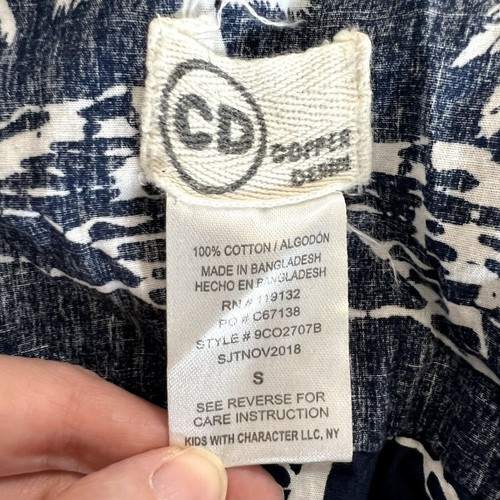 CD
COPPER
DENIM
100% COTTON / ALGODÓN
MADE IN BANGLADESH
HECHO EN BANGLADESH
RN # 119132
PO # C67138
STYLE # 9CO2707B
SJTNOV2018
S
SEE REVERSE FOR
CARE INSTRUCTION
KIDS WITH CHARACTER LLC, NY